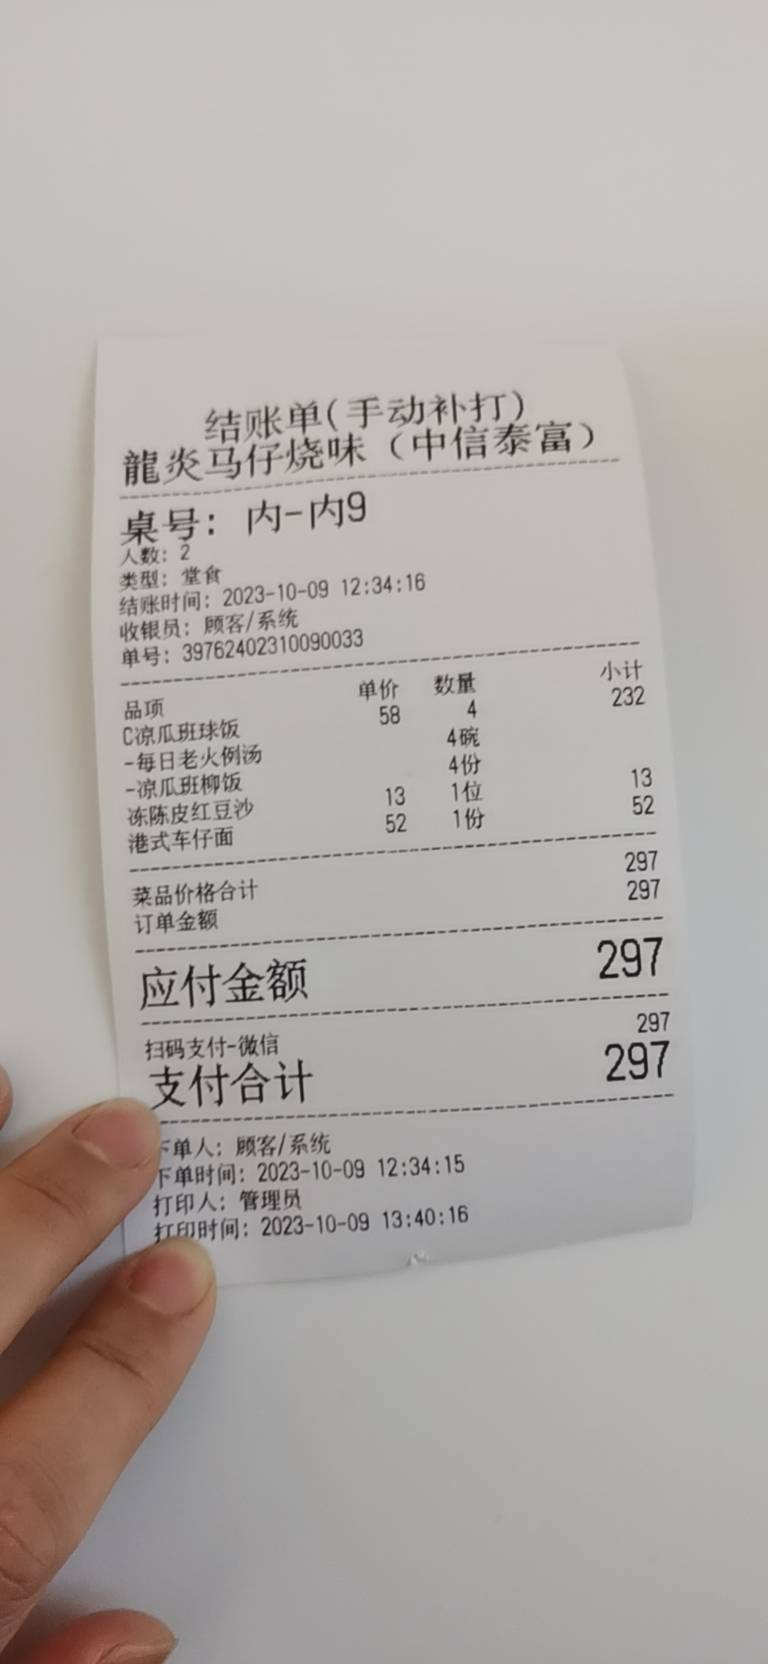 结账单(手动补打)
龍炎马仔烧味（中信泰富）
桌号: 内-内9
人数: 2
类型: 堂食
结账时间: 2023-10-09 12:34:16
收银员: 顾客/系统
单号: 39762402310090033
品项 单价 数量 小计
C凉瓜班球饭 58 4 232
-每日老火例汤 4碗
-凉瓜班柳饭 4份
冻陈皮红豆沙 13 1位 13
港式车仔面 52 1份 52
菜品价格合计 297
订单金额 297
应付金额 297
扫码支付-微信 297
支付合计 297
下单人: 顾客/系统
下单时间: 2023-10-09 12:34:15
打印人: 管理员
打印时间: 2023-10-09 13:40:16